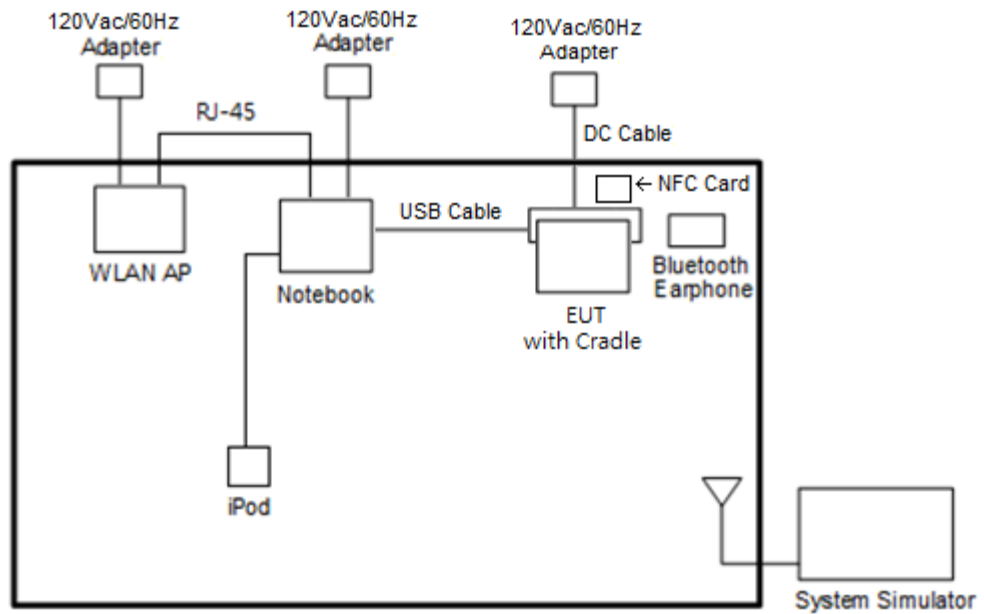 120Vac/60Hz
Adapter
120Vac/60Hz
Adapter
120Vac/60Hz
Adapter
RJ-45
DC Cable
← NFC Card
USB Cable
WLAN AP
Notebook
Bluetooth
Earphone
EUT
with Cradle
iPod
System Simulator